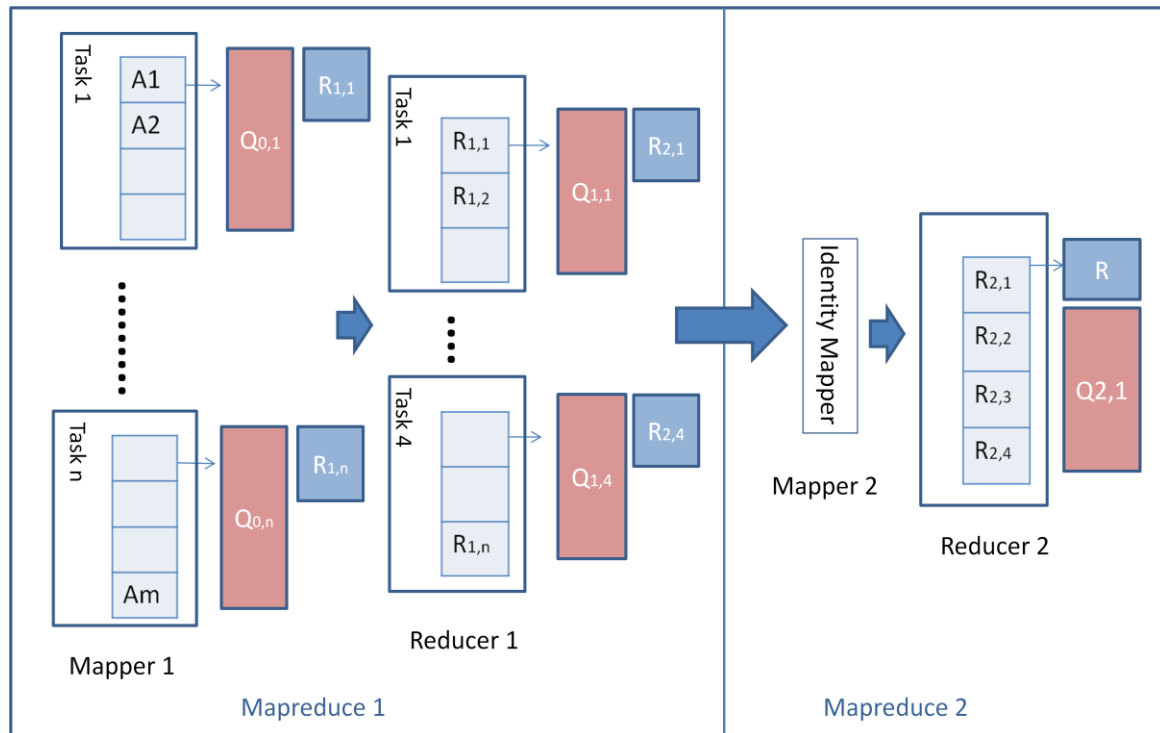 Task 1
A1
A2
Q0,1
R1,1
Task n
Am
Q0,n
R1,n
Mapper 1
Task 1
R1,1
R1,2
Q1,1
R2,1
Task 4
R1,n
Q1,4
R2,4
Reducer 1
Mapreduce 1
Identity Mapper
Mapper 2
R2,1
R2,2
R2,3
R2,4
R
Q2,1
Reducer 2
Mapreduce 2